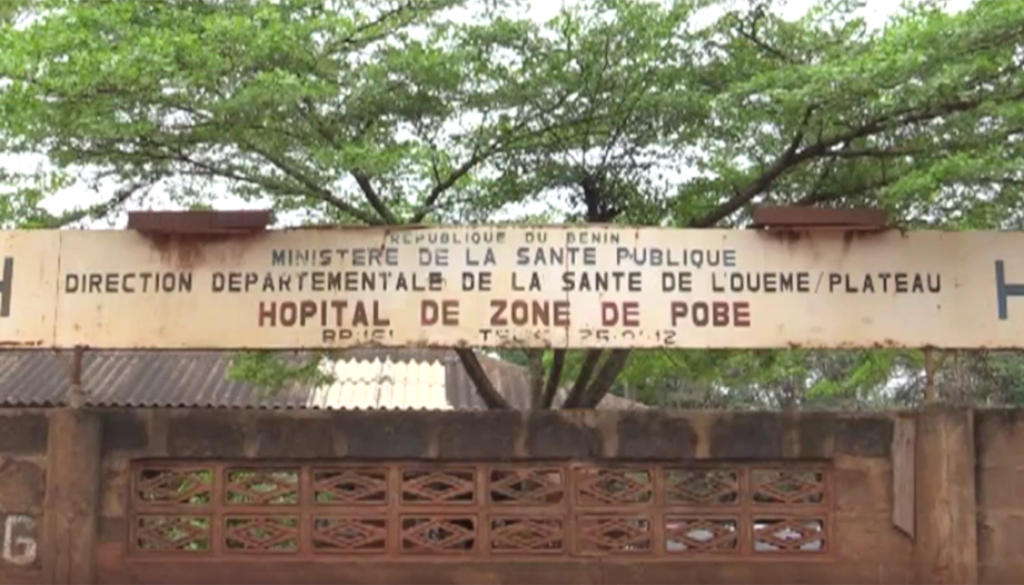 REPUBLIQUE DU BENIN
MINISTERE DE LA SANTE PUBLIQUE
DIRECTION DEPARTEMENTALE DE LA SANTE DE L'OUEME/PLATEAU
H
HOPITAL DE ZONE DE POBE
H
G